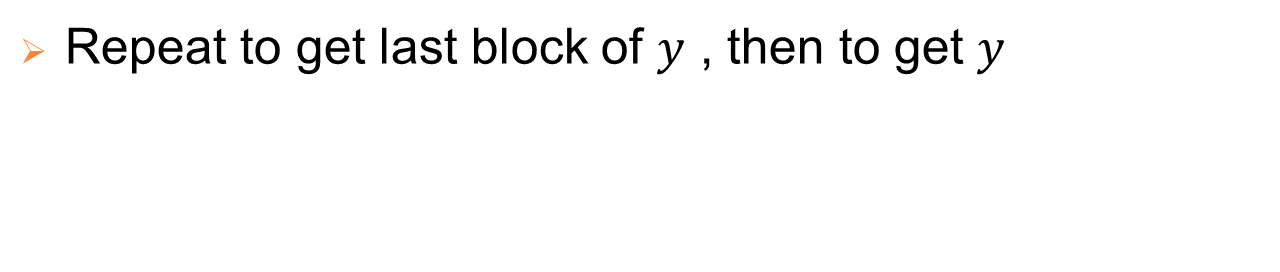 ➢ Repeat to get last block of y , then to get y